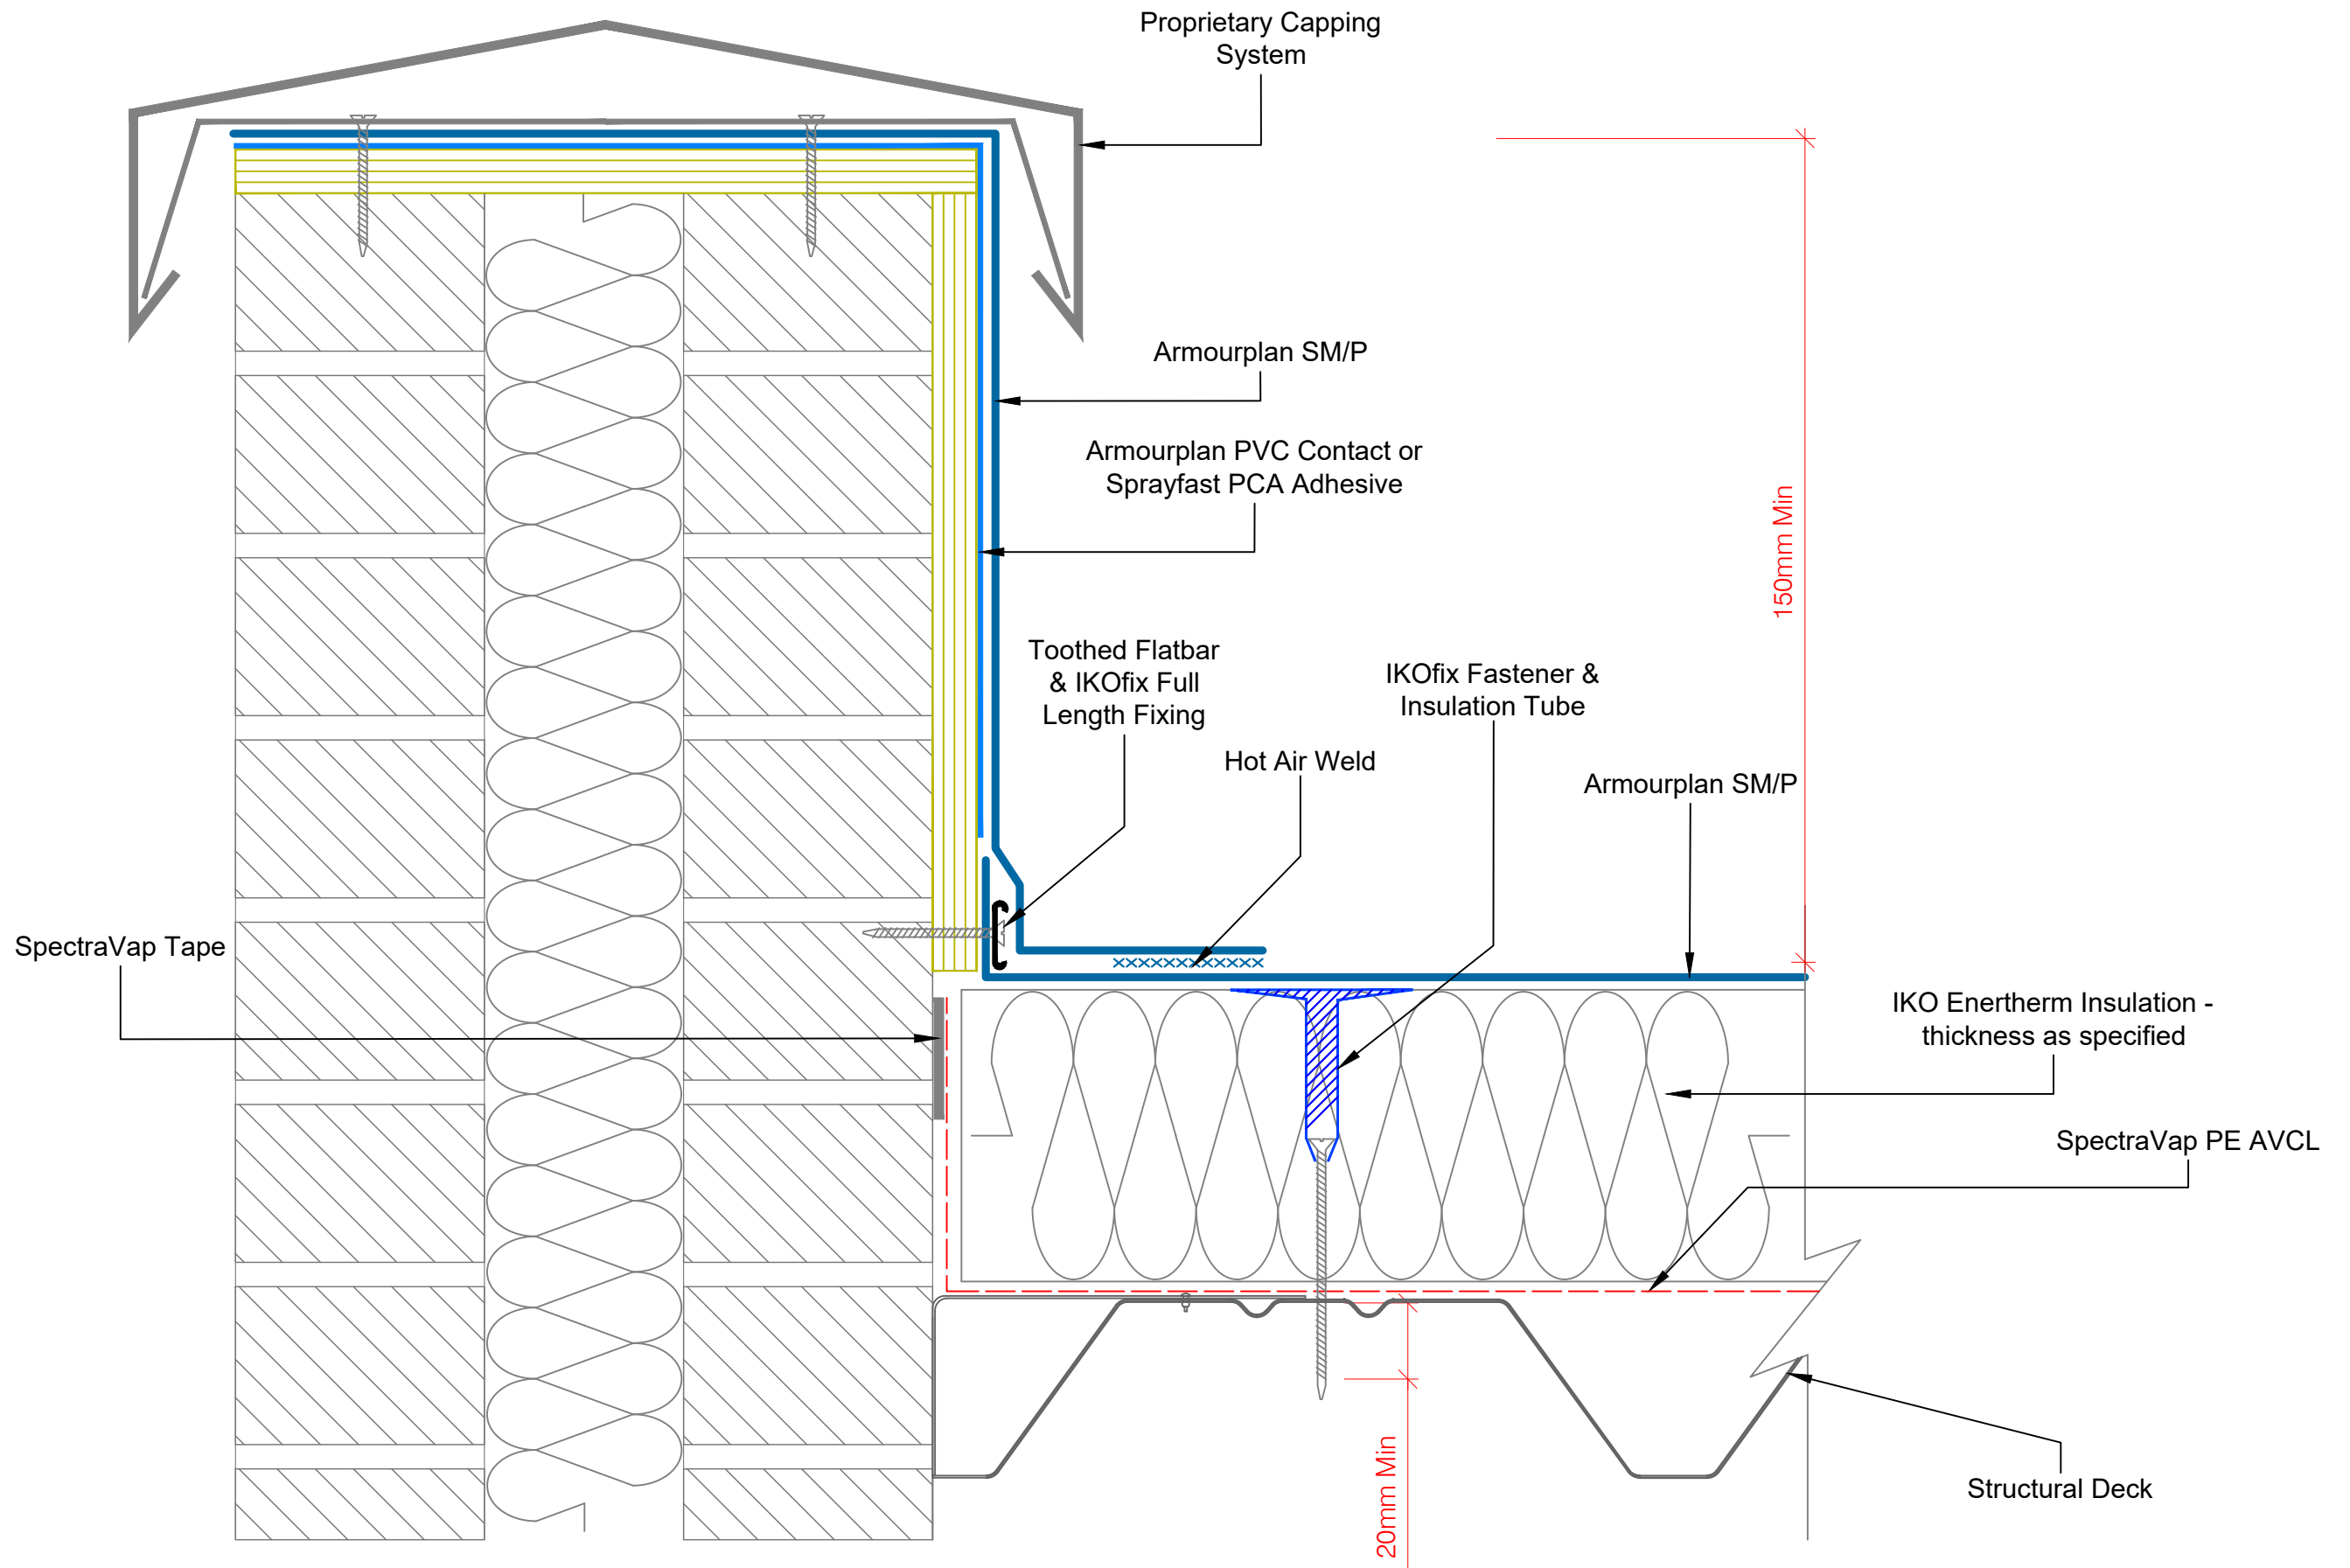 Proprietary Capping
System
Armourplan SM/P
Armourplan PVC Contact or
Sprayfast PCA Adhesive
150mm Min
Toothed Flatbar
& IKOfix Full
Length Fixing
IKOfix Fastener &
Insulation Tube
Hot Air Weld
Armourplan SM/P
SpectraVap Tape
IKO Enertherm Insulation -
thickness as specified
SpectraVap PE AVCL
20mm Min
Structural Deck